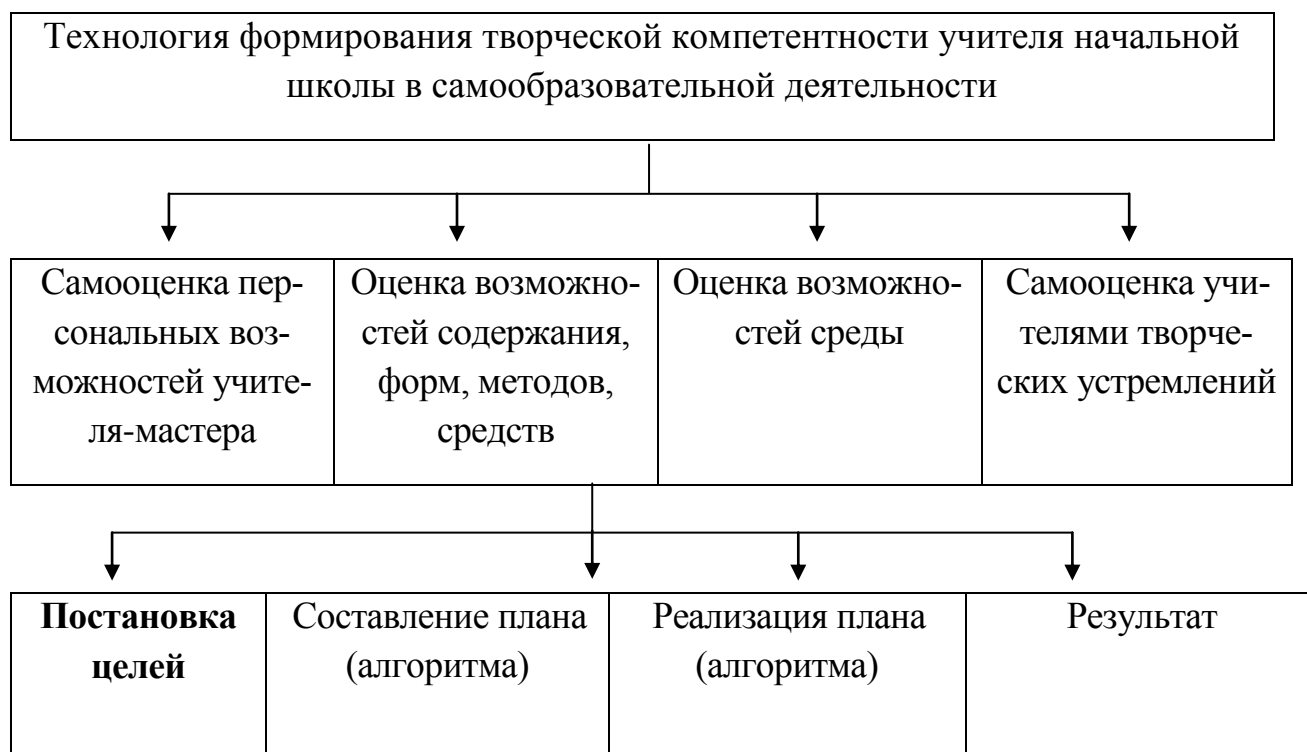 Технология формирования творческой компетентности учителя начальной
школы в самообразовательной деятельности
Самооценка пер-
сональных воз-
можностей учите-
ля-мастера
Оценка возможно-
стей содержания,
форм, методов,
средств
Оценка возможно-
стей среды
Самооценка учи-
телями творче-
ских устремлений
Постановка
целей
Составление плана
(алгоритма)
Реализация плана
(алгоритма)
Результат